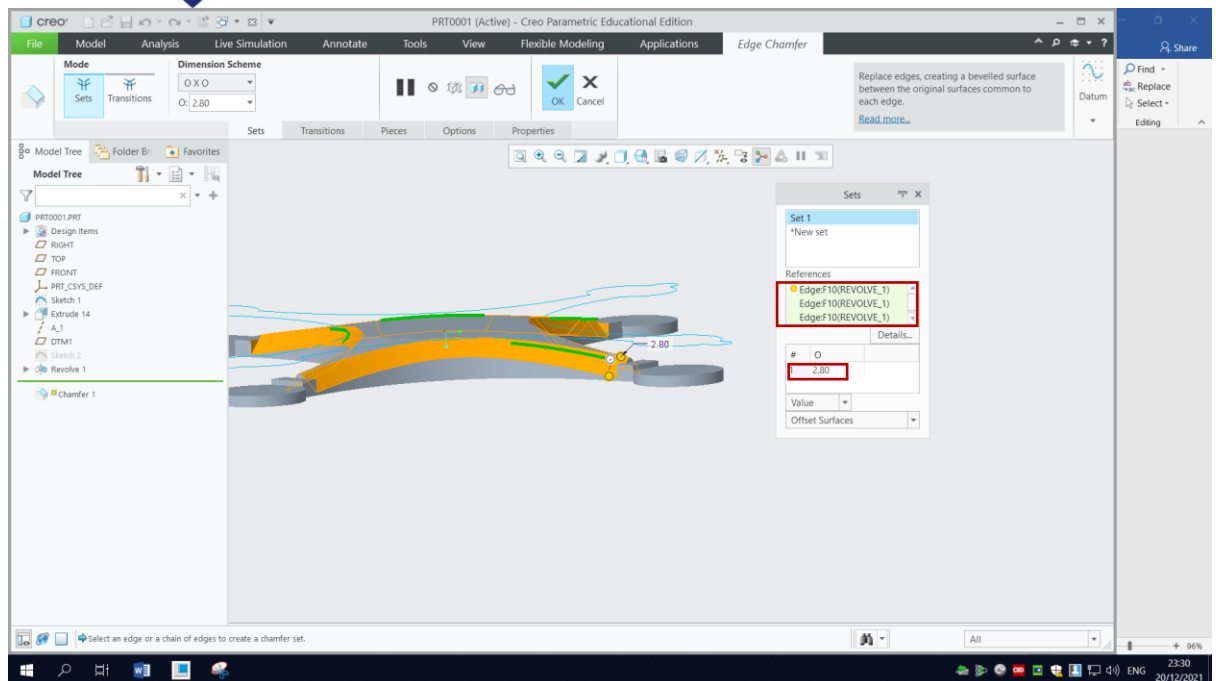 creo·
PRT0001 (Active) - Creo Parametric Educational Edition
File Model Analysis Live Simulation Annotate Tools View Flexible Modeling Applications Edge Chamfer
Share
Mode
Dimension Scheme
Sets
Transitions
O X O
O: 2.80
OK
Cancel
Replace edges, creating a bevelled surface
between the original surfaces common to
each edge.
Read more...
Datum
Find
Replace
Select
Editing
Sets Transitions Pieces Options Properties
Model Tree
Folder Br
Favorites
Model Tree
PRT0001.PRT
Design Items
RIGHT
TOP
FRONT
PRT_CSYS_DEF
Sketch 1
Extrude 14
A_1
DTM1
Sketch 2
Revolve 1
Chamfer 1
2.80
Sets
Set 1
*New set
References
Edge:F10(REVOLVE_1)
Edge:F10(REVOLVE_1)
Edge:F10(REVOLVE_1)
Details...
# O
1 2.80
Value
Offset Surfaces
Select an edge or a chain of edges to create a chamfer set.
All
96%
ENG
23:30
20/12/2021